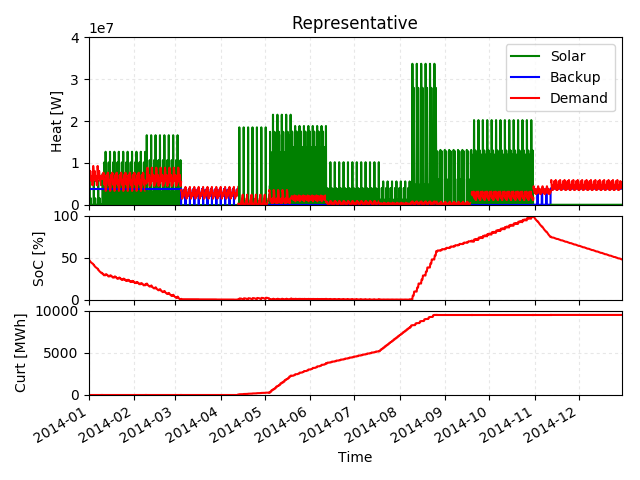 Representative
1e7
4
3
2
1
0
Heat [W]
Solar
Backup
Demand
100
50
0
SoC [%]
10000
5000
0
Curt [MWh]
2014-01
2014-02
2014-03
2014-04
2014-05
2014-06
2014-07
2014-08
2014-09
2014-10
2014-11
2014-12
Time